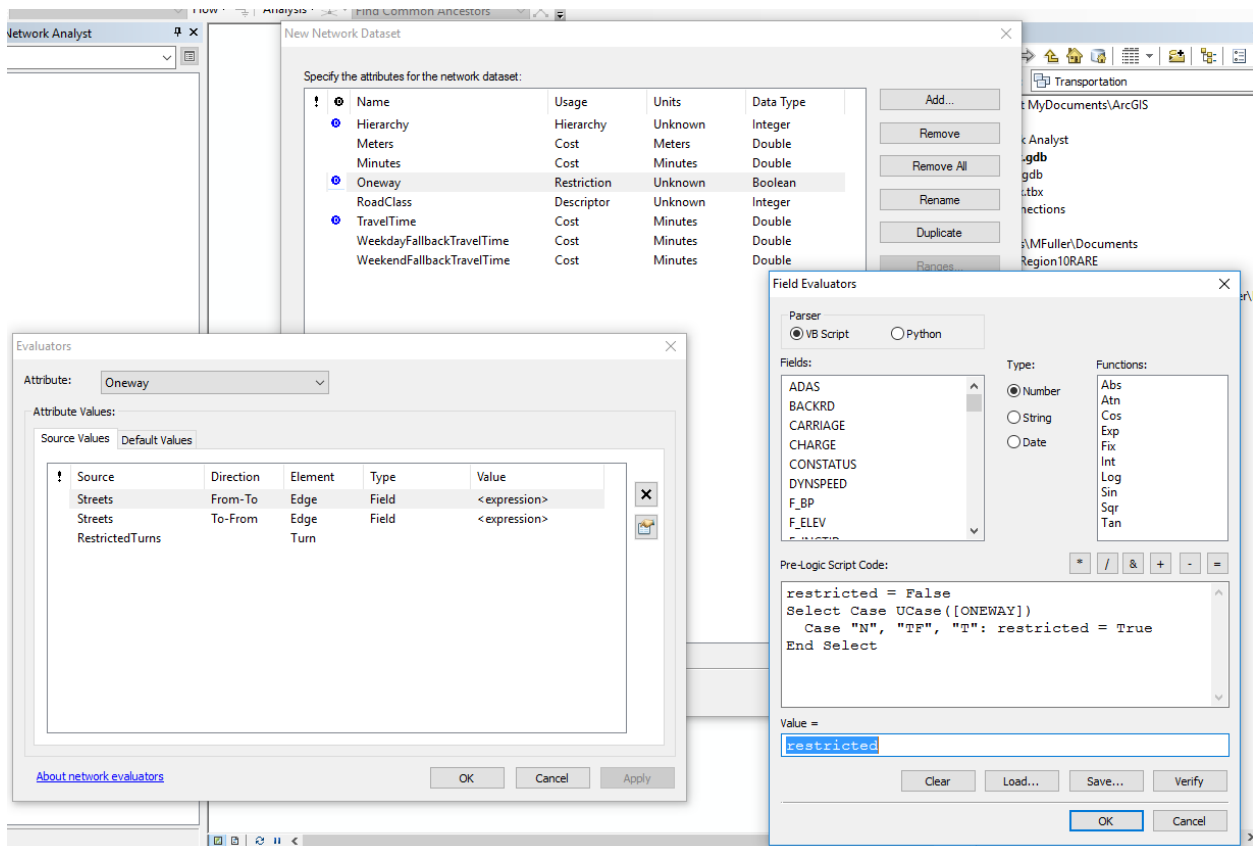 Flow
Analysis
Find Common Ancestors
Network Analyst
New Network Dataset
Specify the attributes for the network dataset:
! Name Usage Units Data Type
Hierarchy Hierarchy Unknown Integer
Meters Cost Meters Double
Minutes Cost Minutes Double
Oneway Restriction Unknown Boolean
RoadClass Descriptor Unknown Integer
TravelTime Cost Minutes Double
WeekdayFallbackTravelTime Cost Minutes Double
WeekendFallbackTravelTime Cost Minutes Double
Add...
Remove
Remove All
Rename
Duplicate
Ranges...
Transportation
MyDocuments\ArcGIS
Analyst
.gdb
gdb
.tbx
nections
\MFuller\Documents
Region10RARE
Evaluators
Attribute: Oneway
Attribute Values:
Source Values Default Values
! Source Direction Element Type Value
Streets From-To Edge Field <expression>
Streets To-From Edge Field <expression>
RestrictedTurns Turn
About network evaluators
OK Cancel Apply
Field Evaluators
Parser
VB Script Python
Fields:
ADAS
BACKRD
CARRIAGE
CHARGE
CONSTATUS
DYNSPEED
F_BP
F_ELEV
Type:
Number
String
Date
Functions:
Abs
Atn
Cos
Exp
Fix
Int
Log
Sin
Sqr
Tan
Pre-Logic Script Code:
* / & + - =
restricted = False
Select Case UCase([ONEWAY])
Case "N", "TF", "T": restricted = True
End Select
Value =
restricted
Clear Load... Save... Verify
OK Cancel